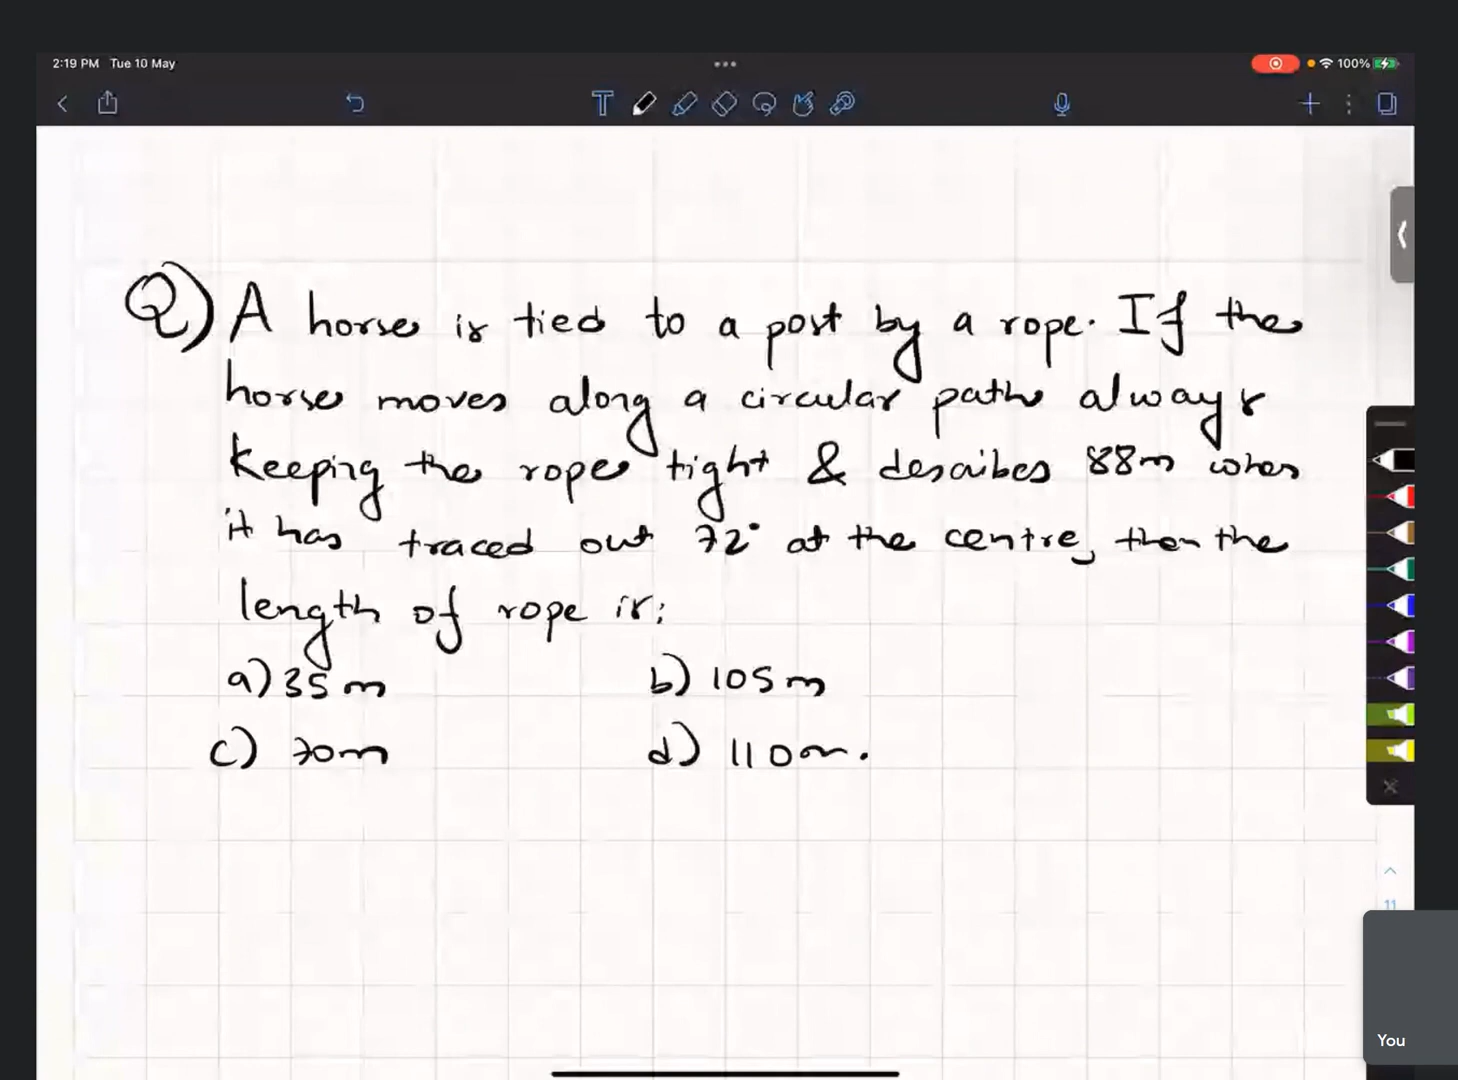 2:19 PM Tue 10 May
100%
Q) A horse is tied to a post by a rope. If the
horse moves along a circular path always
keeping the rope tight & describes 88m when
it has traced out 72° at the centre, then the
length of rope is:
a) 35 m b) 105 m
c) 70m d) 110m.
11
You